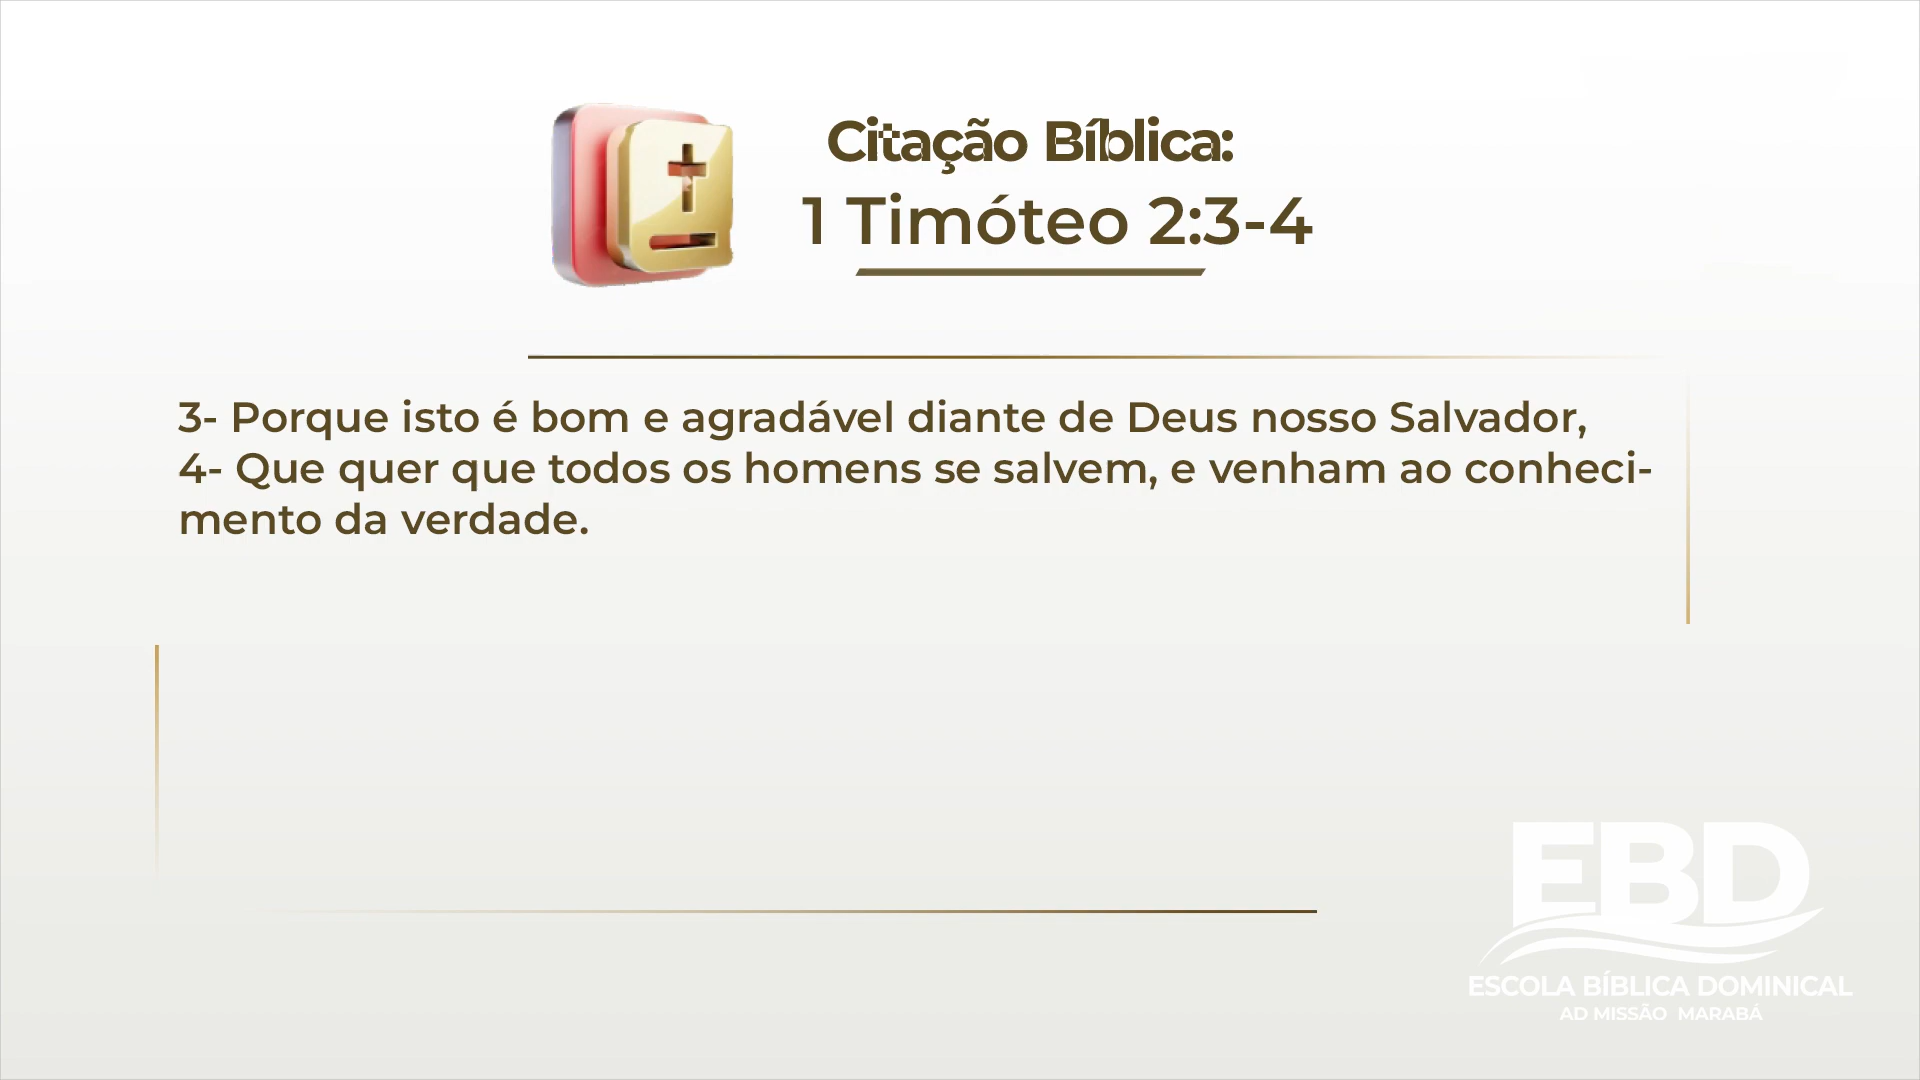 Citação Bíblica:
1 Timóteo 2:3-4
3- Porque isto é bom e agradável diante de Deus nosso Salvador,
4- Que quer que todos os homens se salvem, e venham ao conheci-
mento da verdade.
EBD
ESCOLA BÍBLICA DOMINICAL
AD MISSÃO MARABÁ